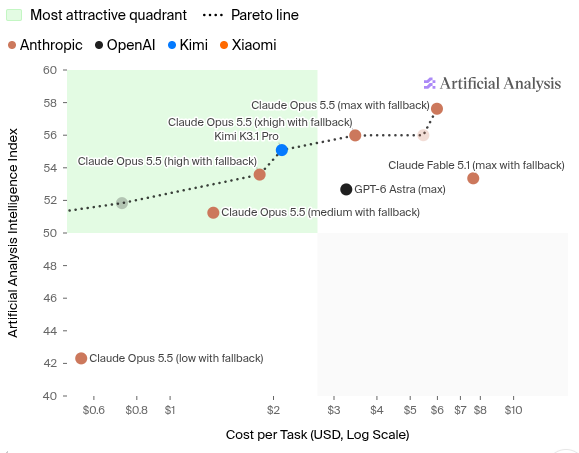 Most attractive quadrant Pareto line
Anthropic OpenAI Kimi Xiaomi
Artificial Analysis
Artificial Analysis Intelligence Index
60
58
56
54
52
50
48
46
44
42
40
Claude Opus 5.5 (max with fallback)
Claude Opus 5.5 (xhigh with fallback)
Kimi K3.1 Pro
Claude Opus 5.5 (high with fallback)
Claude Fable 5.1 (max with fallback)
GPT-6 Astra (max)
Claude Opus 5.5 (medium with fallback)
Claude Opus 5.5 (low with fallback)
$0.6 $0.8 $1 $2 $3 $4 $5 $6 $7 $8 $10
Cost per Task (USD, Log Scale)